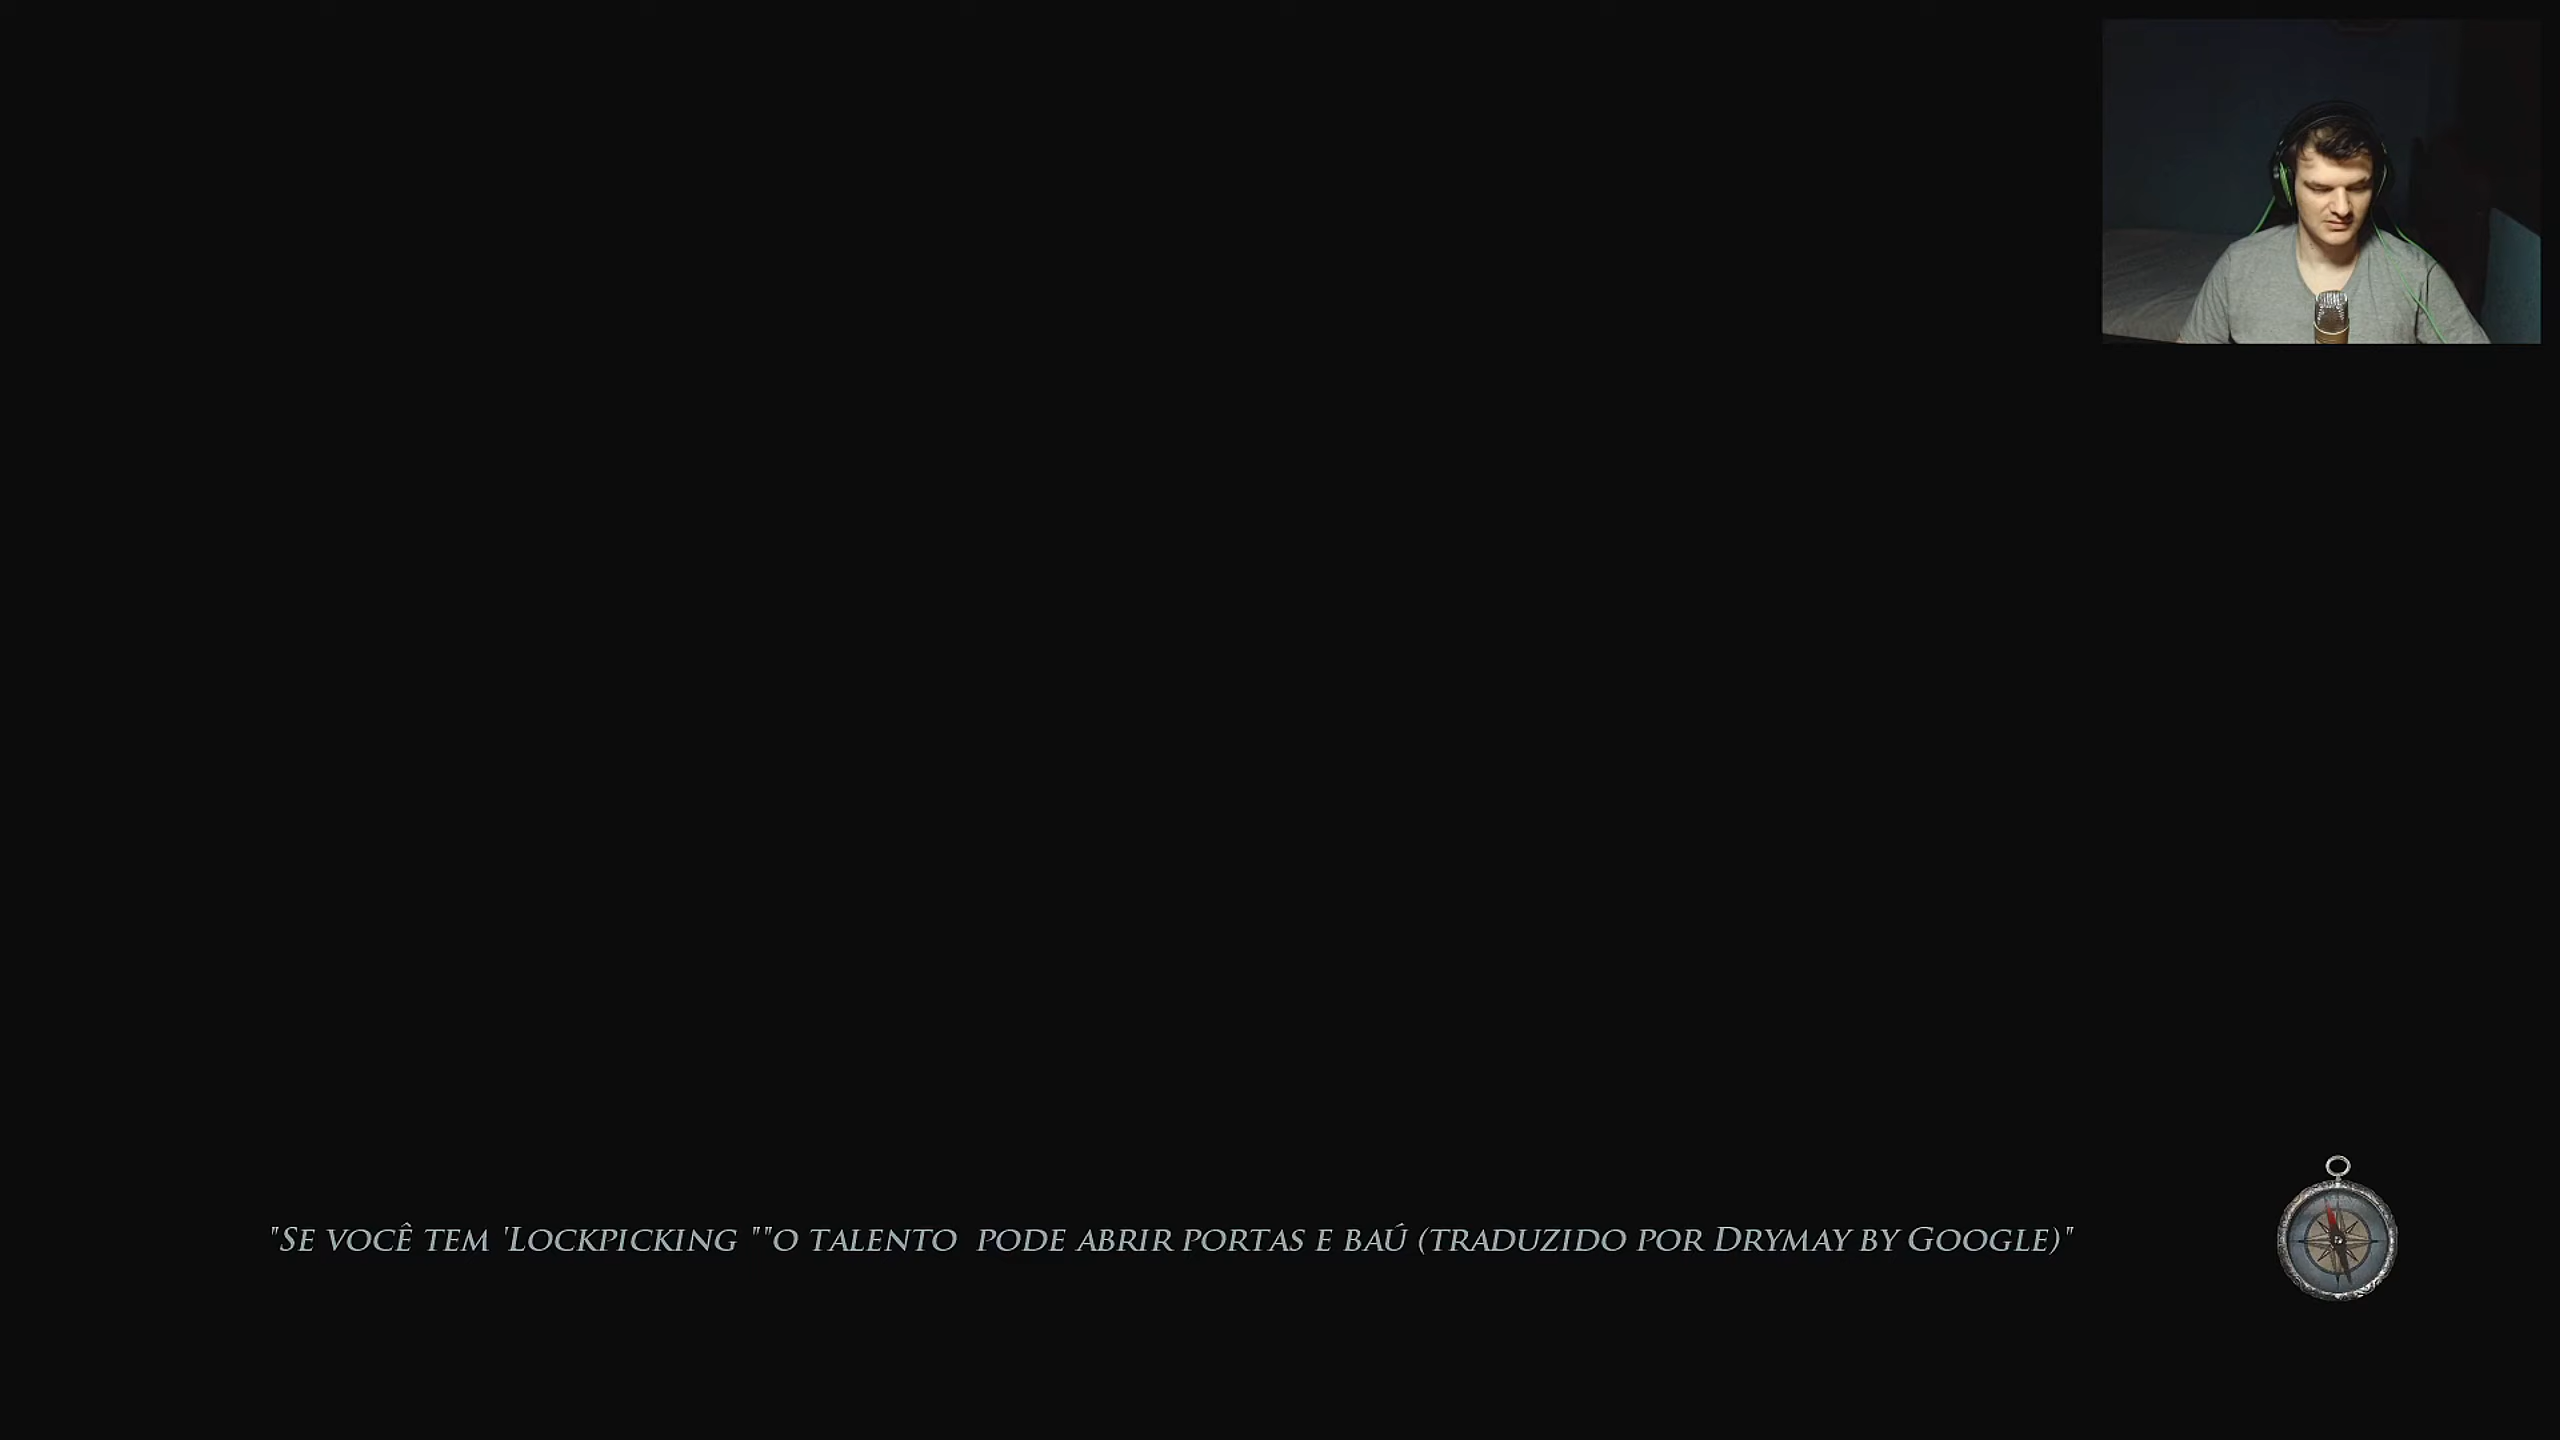 "Se você tem 'Lockpicking ""o talento  pode abrir portas e baú (traduzido por Drymay by Google)"